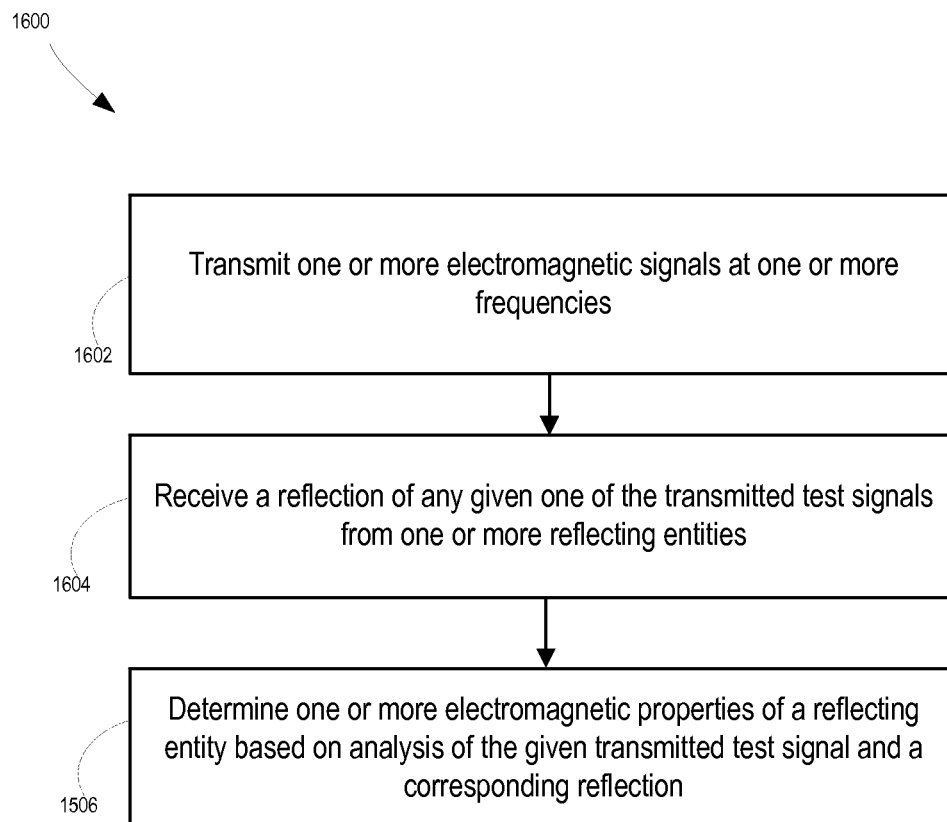 1600
Transmit one or more electromagnetic signals at one or more
frequencies
1602
Receive a reflection of any given one of the transmitted test signals
from one or more reflecting entities
1604
Determine one or more electromagnetic properties of a reflecting
entity based on analysis of the given transmitted test signal and a
corresponding reflection
1506